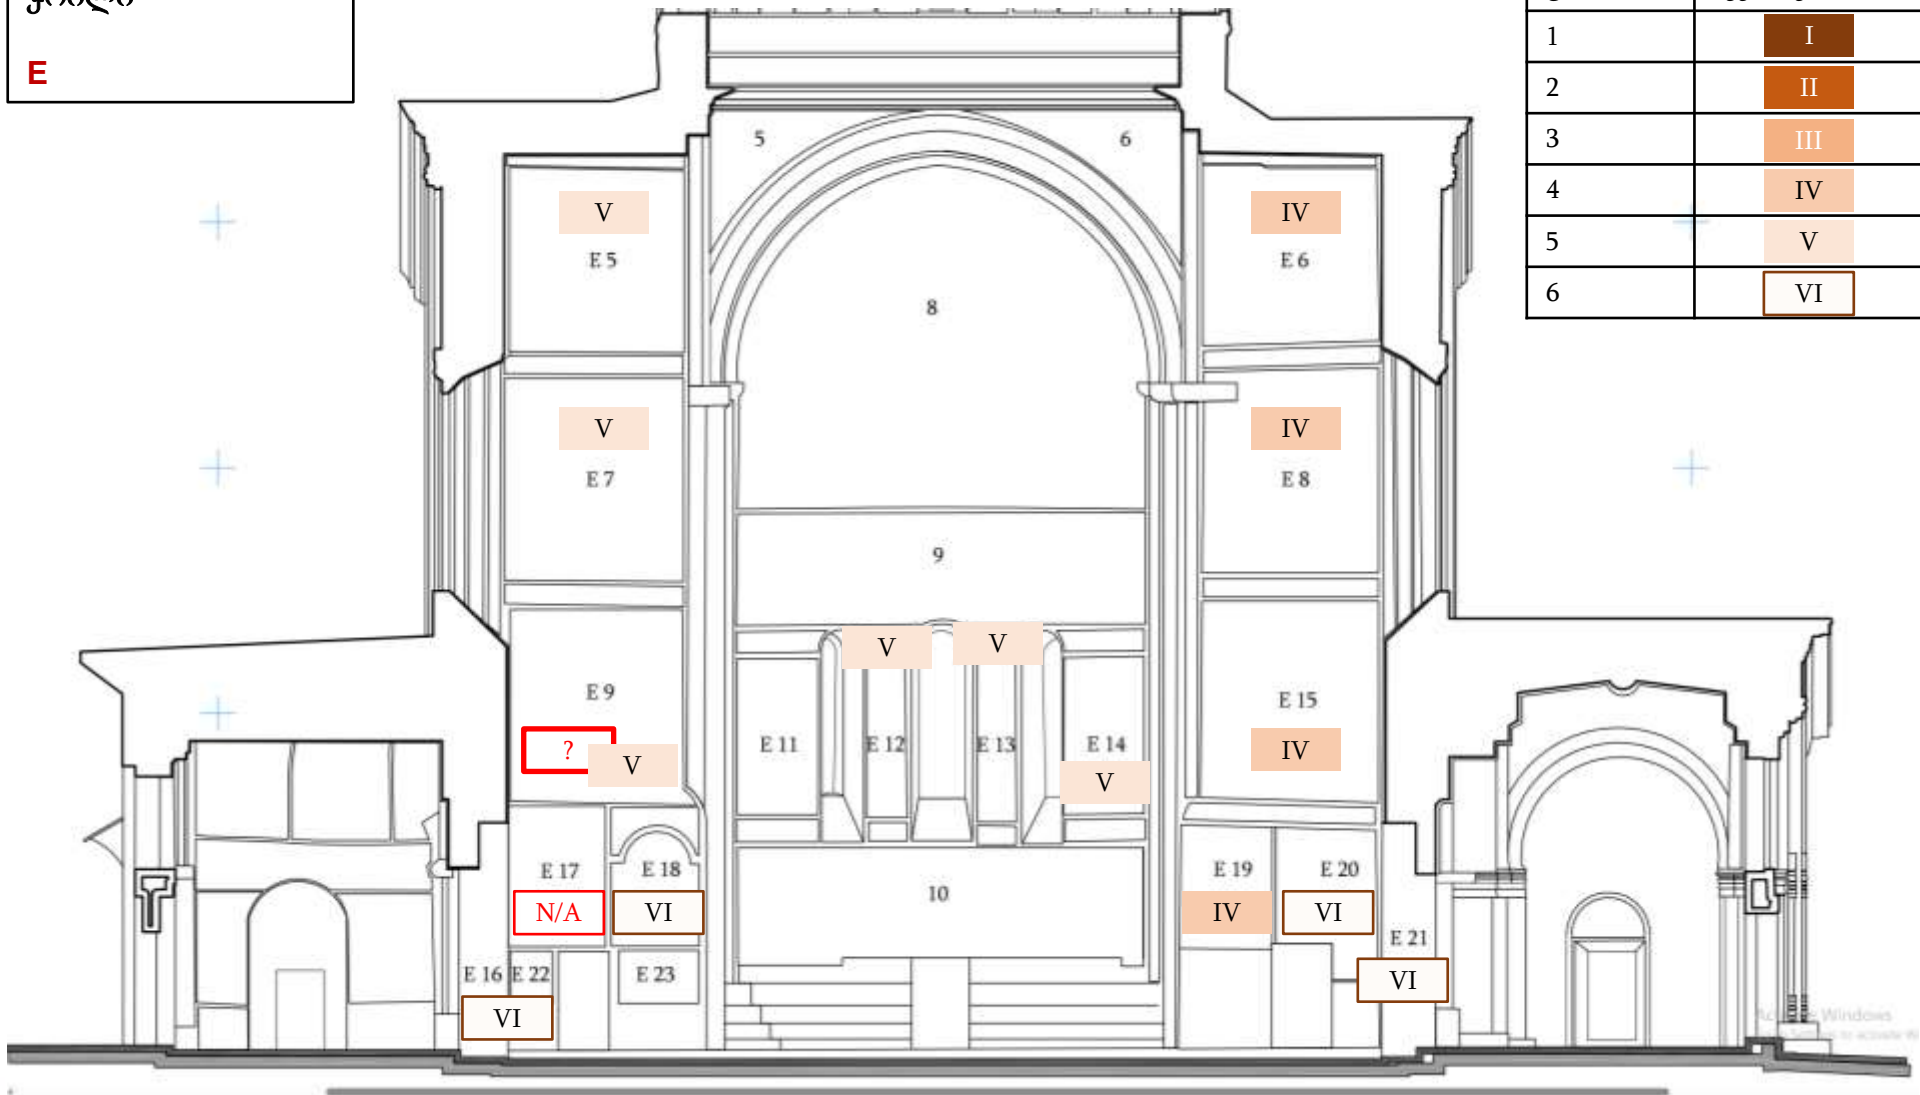 E
1 I
2 II
3 III
4 IV
5 V
6 VI
5 6
V IV
E 5 E 6
8
V IV
E 7 E 8
9
V V
E 9 E 15
E 11 E 12 E 13 E 14
? V V IV
E 17 E 18 10 E 19 E 20
N/A VI IV VI
E 21
E 16 E 22 E 23 VI
VI